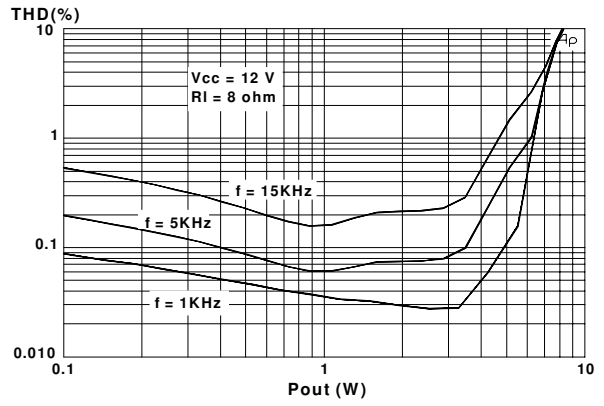 THD(%)
10
Vcc = 12 V
Rl = 8 ohm
1
f = 15KHz
f = 5KHz
0.1
f = 1KHz
0.010
0.1
1
10
Pout (W)